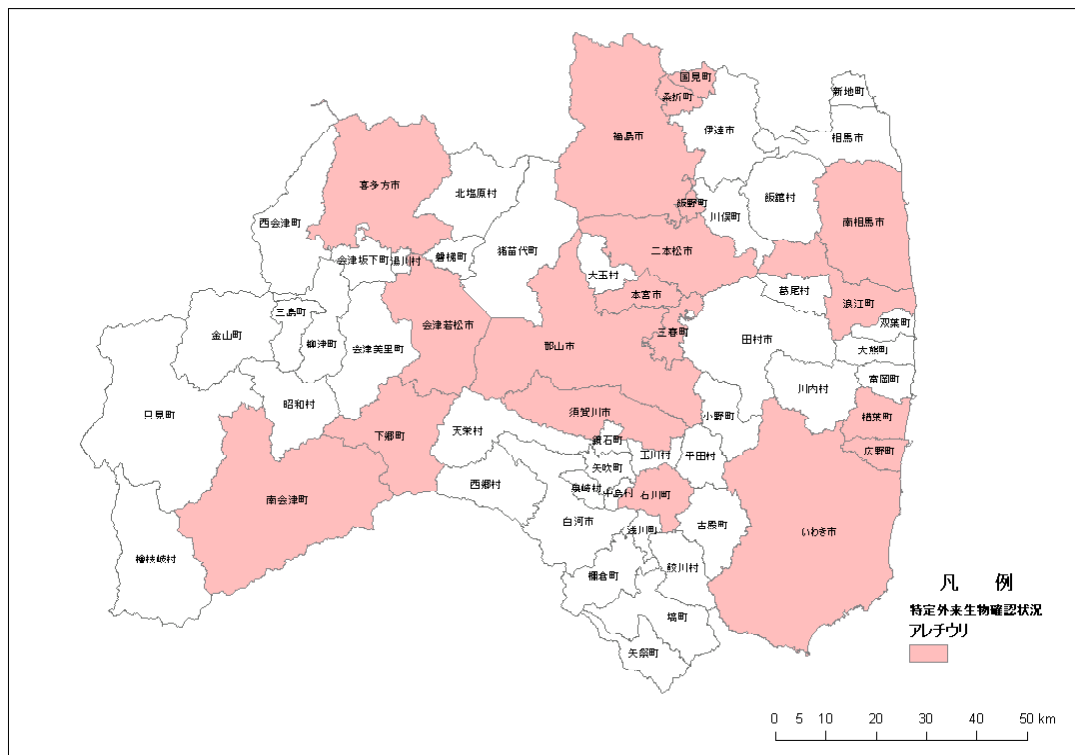 国見町
新地町
桑折町
福島市
伊達市
相馬市
喜多方市
北塩原村
飯舘村
飯野町
川俣町
南相馬市
西会津町
猪苗代町
二本松市
会津坂下町
湯川村
磐梯町
大玉村
葛尾村
本宮市
浪江町
三島町
会津若松市
三春町
双葉町
金山町
柳津町
会津美里町
郡山市
田村市
大熊町
川内村
富岡町
昭和村
只見町
須賀川市
小野町
楢葉町
下郷町
天栄村
鏡石町
玉川村
平田村
広野町
矢吹町
西郷村
泉崎村
中島村
石川町
南会津町
白河市
浅川町
古殿町
いわき市
檜枝岐村
鮫川村
棚倉町
塙町
矢祭町
凡 例
特定外来生物確認状況
アレチウリ
0 5 10 20 30 40 50 km